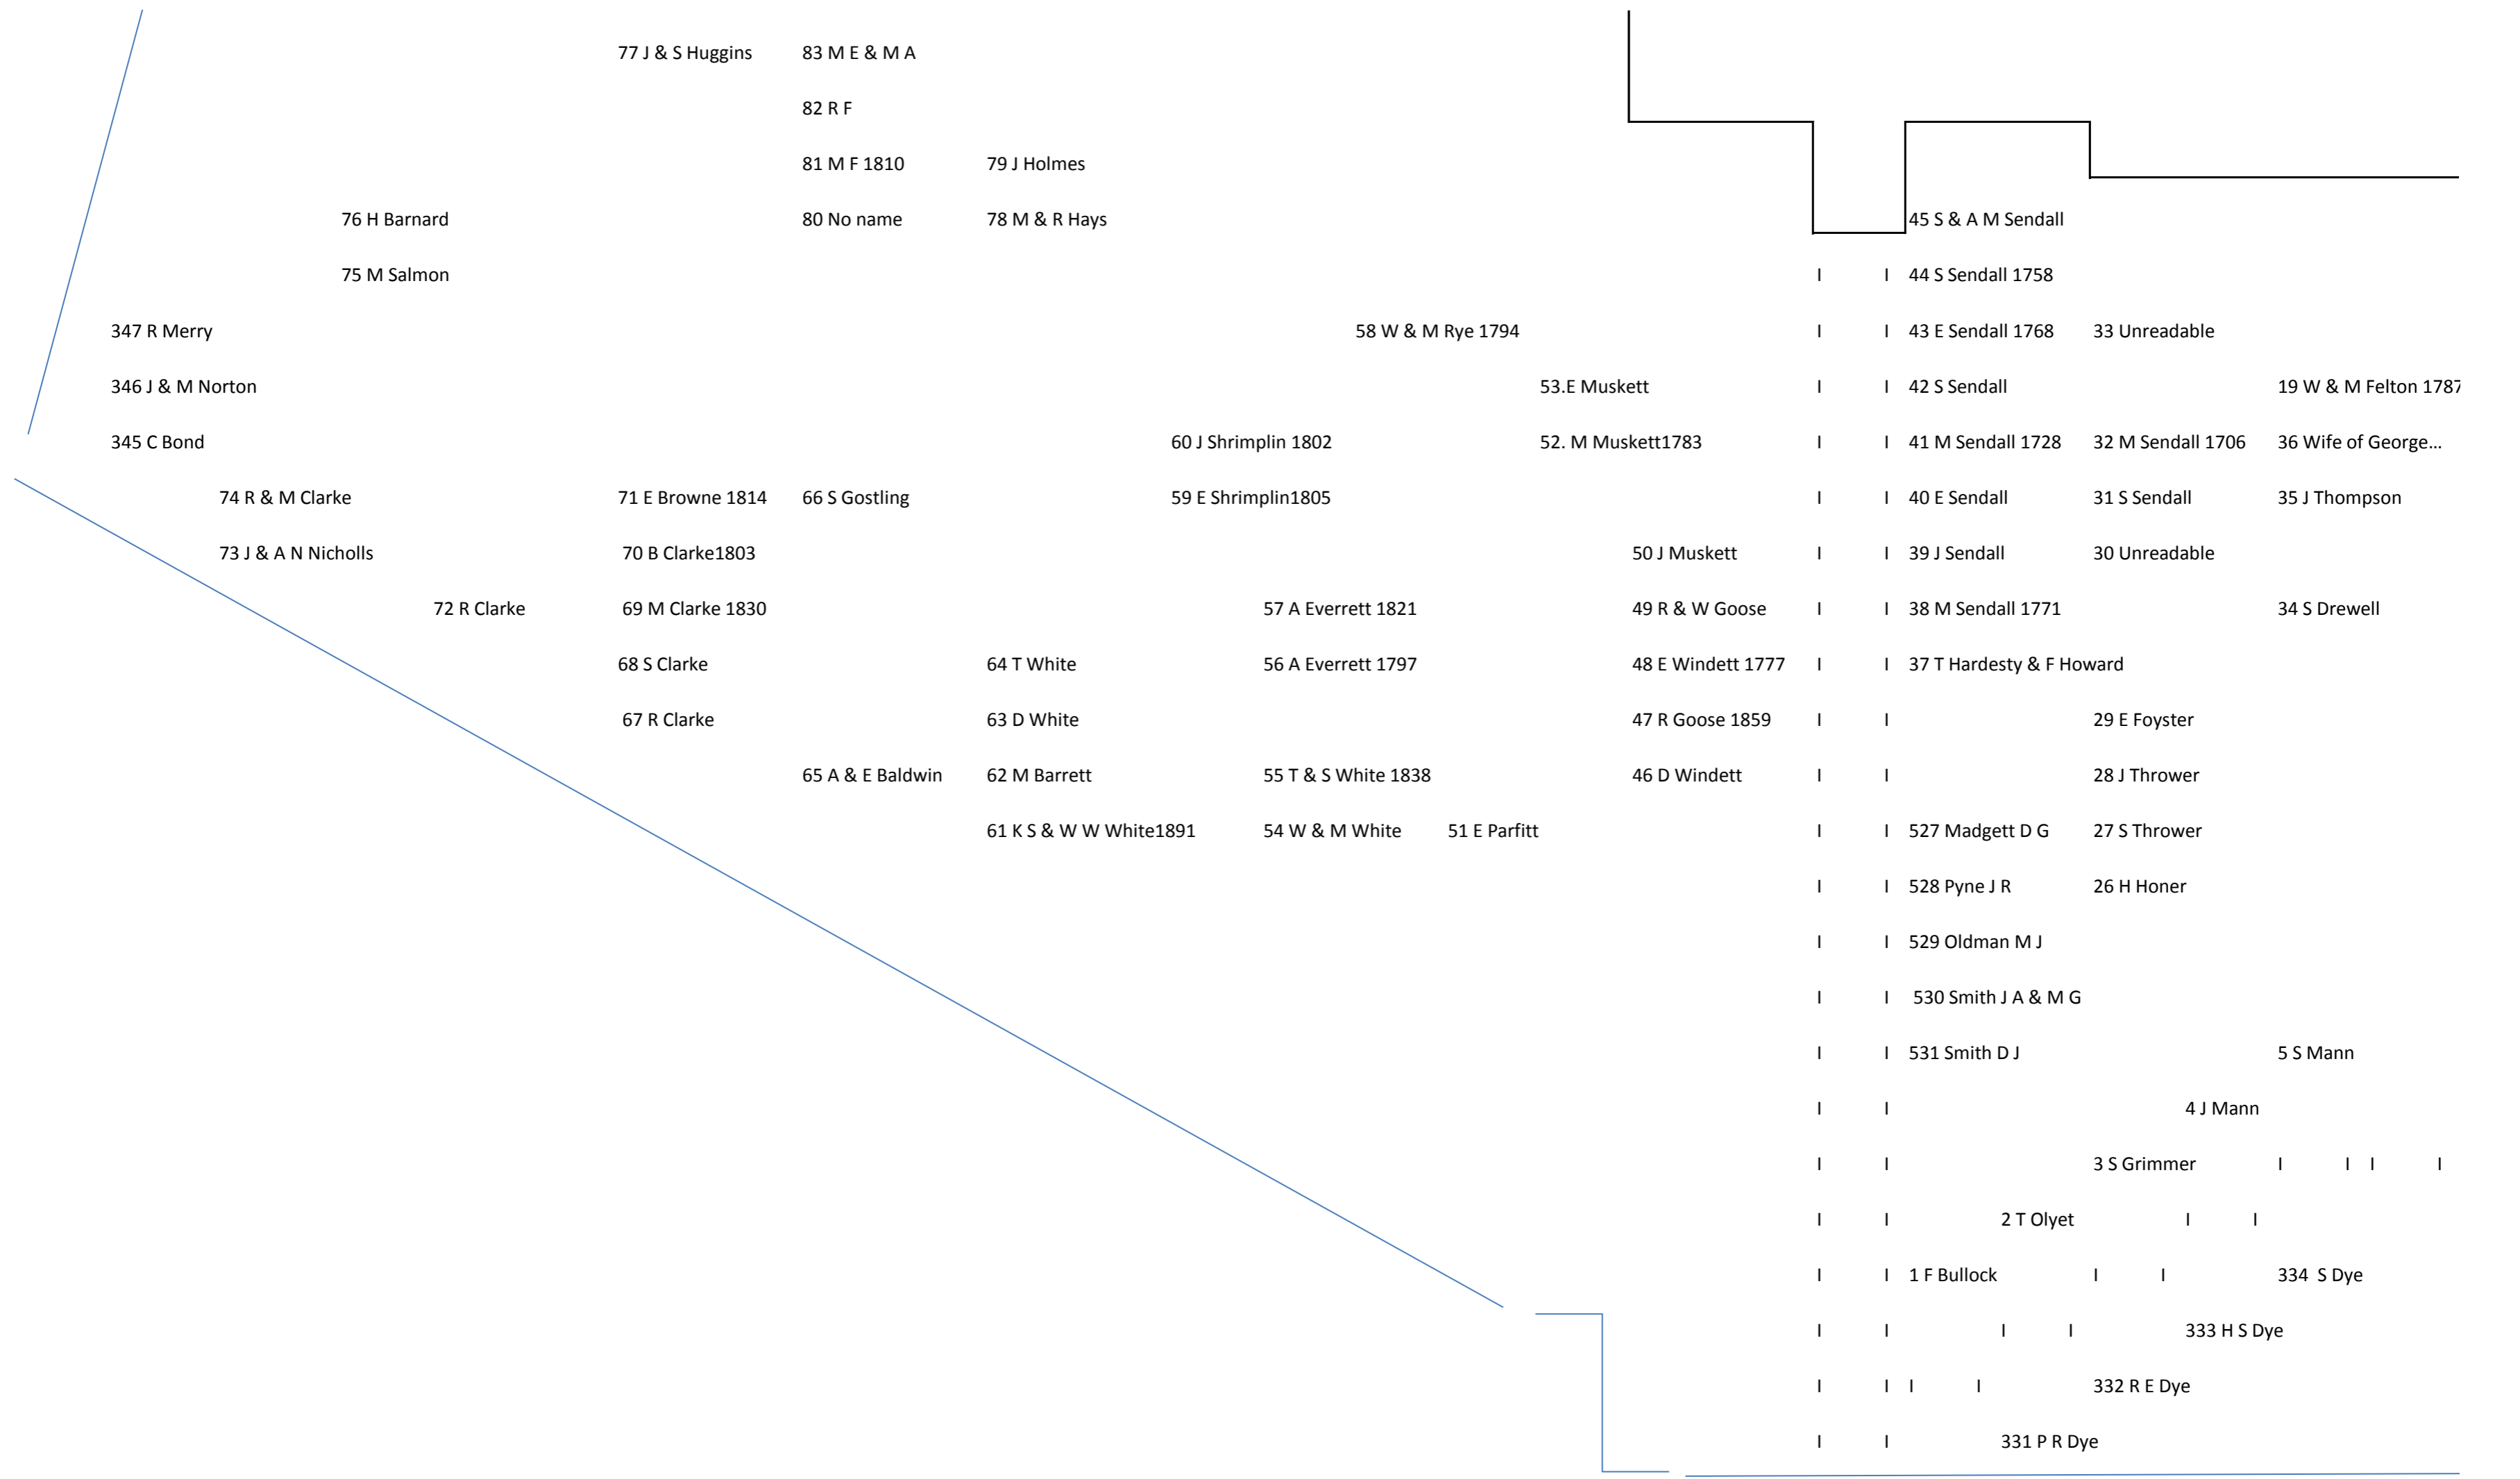 77 J & S Huggins 83 M E & M A
82 R F
81 M F 1810 79 J Holmes
76 H Barnard 80 No name 78 M & R Hays 45 S & A M Sendall
75 M Salmon I I 44 S Sendall 1758
347 R Merry 58 W & M Rye 1794 I I 43 E Sendall 1768 33 Unreadable
346 J & M Norton 53.E Muskett I I 42 S Sendall 19 W & M Felton 1787
345 C Bond 60 J Shrimplin 1802 52. M Muskett1783 I I 41 M Sendall 1728 32 M Sendall 1706 36 Wife of George...
74 R & M Clarke 71 E Browne 1814 66 S Gostling 59 E Shrimplin1805 I I 40 E Sendall 31 S Sendall 35 J Thompson
73 J & A N Nicholls 70 B Clarke1803 50 J Muskett I I 39 J Sendall 30 Unreadable
72 R Clarke 69 M Clarke 1830 57 A Everrett 1821 49 R & W Goose I I 38 M Sendall 1771 34 S Drewell
68 S Clarke 64 T White 56 A Everrett 1797 48 E Windett 1777 I I 37 T Hardesty & F Howard
67 R Clarke 63 D White 47 R Goose 1859 I I 29 E Foyster
65 A & E Baldwin 62 M Barrett 55 T & S White 1838 46 D Windett I I 28 J Thrower
61 K S & W W White1891 54 W & M White 51 E Parfitt I I 527 Madgett D G 27 S Thrower
I I 528 Pyne J R 26 H Honer
I I 529 Oldman M J
I I 530 Smith J A & M G
I I 531 Smith D J 5 S Mann
I I 4 J Mann
I I 3 S Grimmer I I I I
I I 2 T Olyet I I
I I 1 F Bullock I I 334 S Dye
I I I I 333 H S Dye
I I I I 332 R E Dye
I I 331 P R Dye